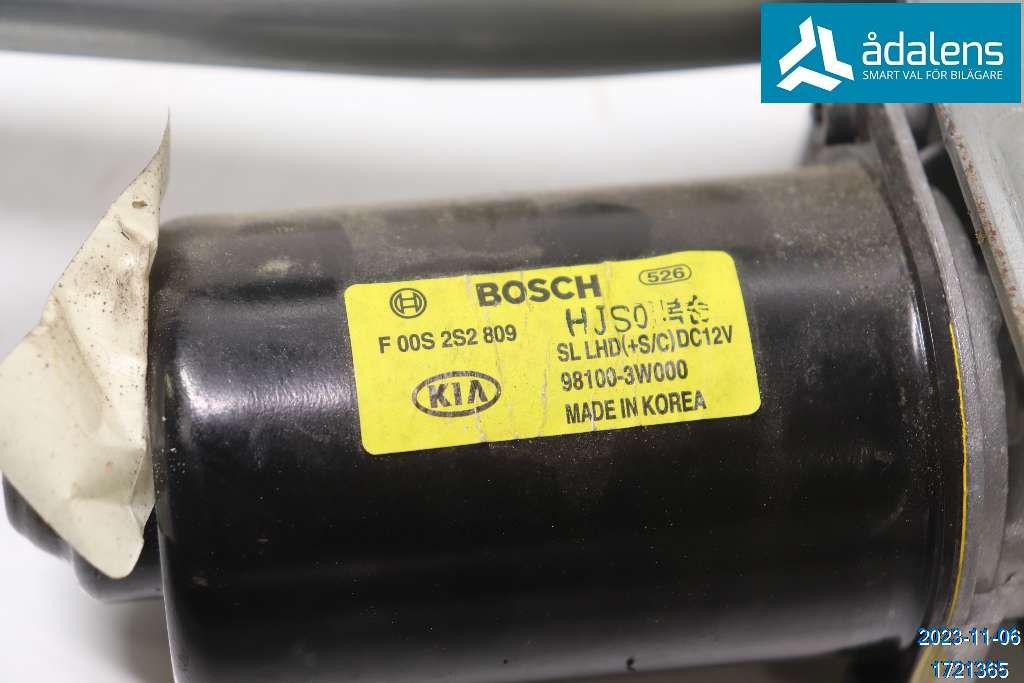 ådalens
SMART VAL FÖR BILÄGARE
BOSCH
526
F 00S 2S2 809
HJS0
SL LHD(+S/C)DC12V
KIA
98100-3W000
MADE IN KOREA
2023-11-06
1721365